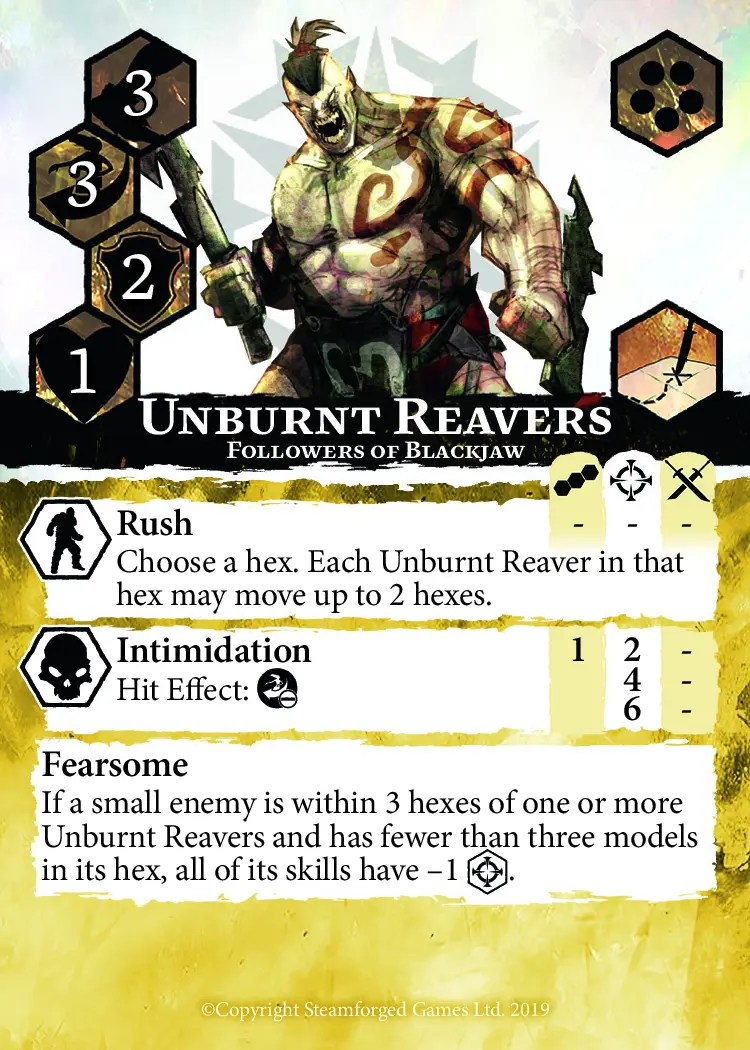 3
3
2
1
Unburnt Reavers
Followers of Blackjaw
Rush - - -
Choose a hex. Each Unburnt Reaver in that
hex may move up to 2 hexes.
Intimidation 1 2 -
Hit Effect: 4 -
6 -
Fearsome
If a small enemy is within 3 hexes of one or more
Unburnt Reavers and has fewer than three models
in its hex, all of its skills have –1 .
©Copyright Steamforged Games Ltd. 2019